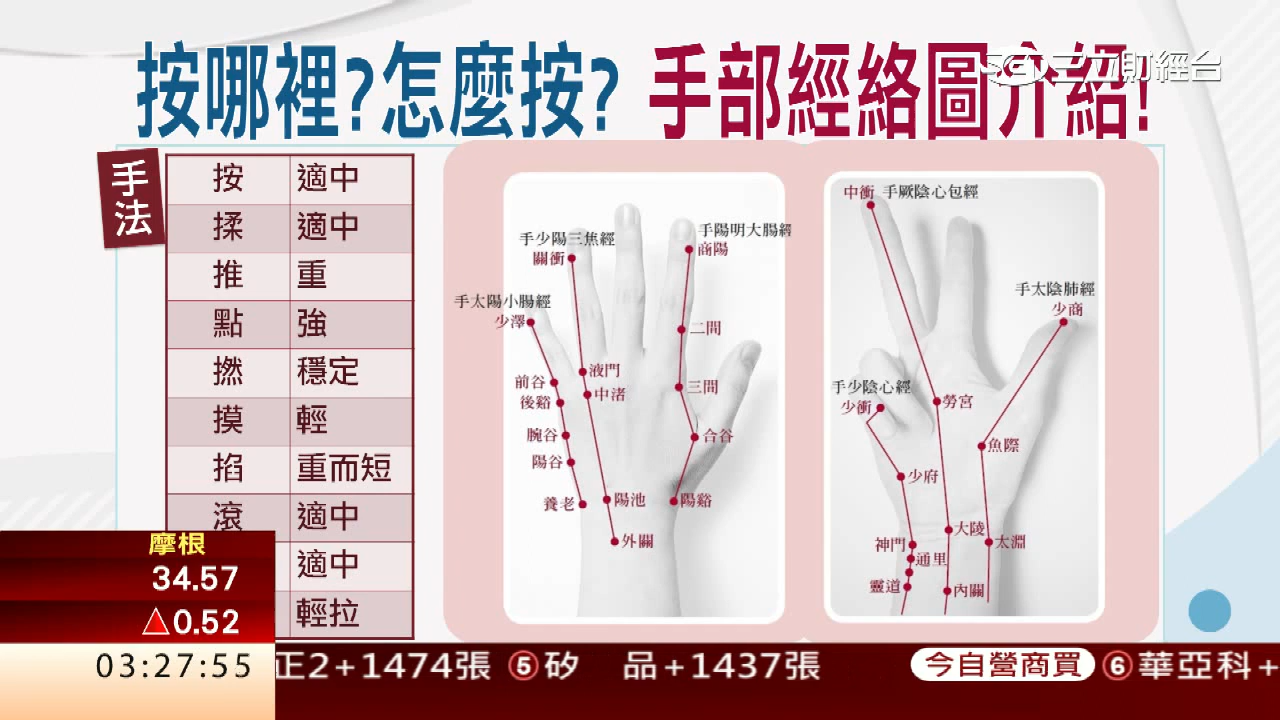 按哪裡?怎麼按? 手部經絡圖介紹!
SET 三立財經台
手法
按 適中
揉 適中
推 重
點 強
撚 穩定
摸 輕
掐 重而短
滾 適中
適中
輕拉
手少陽三焦經
關衝
手太陽小腸經
少澤
前谷
後谿
腕谷
陽谷
養老
液門
中渚
陽池
外關
手陽明大腸經
商陽
二間
三間
合谷
陽谿
中衝 手厥陰心包經
手太陰肺經
少商
手少陰心經
少衝
勞宮
魚際
少府
神門
通里
靈道
大陵
太淵
內關
摩根
34.57
△0.52
03:27:55
正2+1474張 ⑤矽 品+1437張 今自營商買 ⑥華亞科+